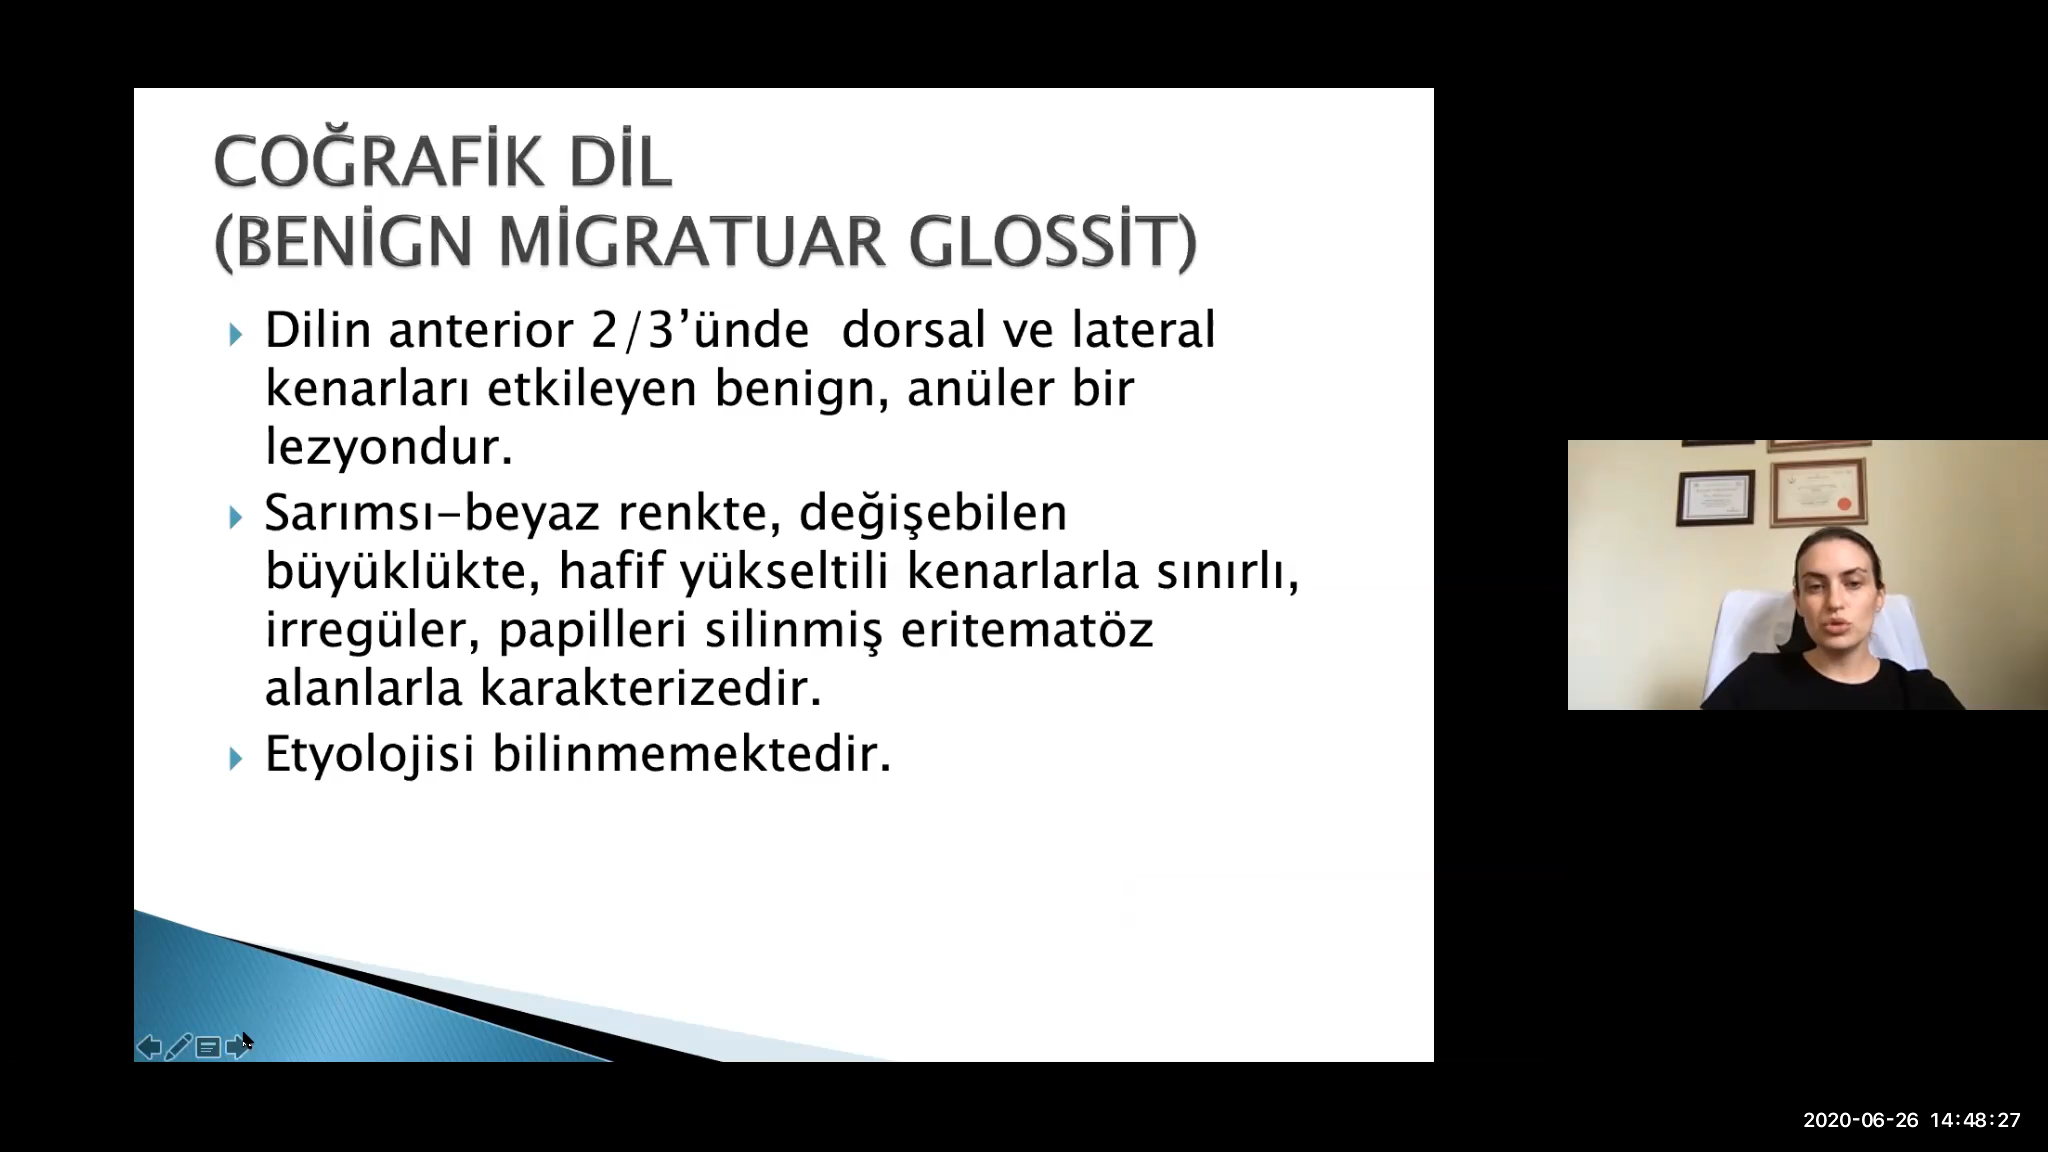 COĞRAFİK DİL
(BENİGN MİGRATUAR GLOSSİT)
Dilin anterior 2/3’ünde dorsal ve lateral
kenarları etkileyen benign, anüler bir
lezyondur.
Sarımsı-beyaz renkte, değişebilen
büyüklükte, hafif yükseltili kenarlarla sınırlı,
irregüler, papilleri silinmiş eritematöz
alanlarla karakterizedir.
Etyolojisi bilinmemektedir.
2020-06-26 14:48:27